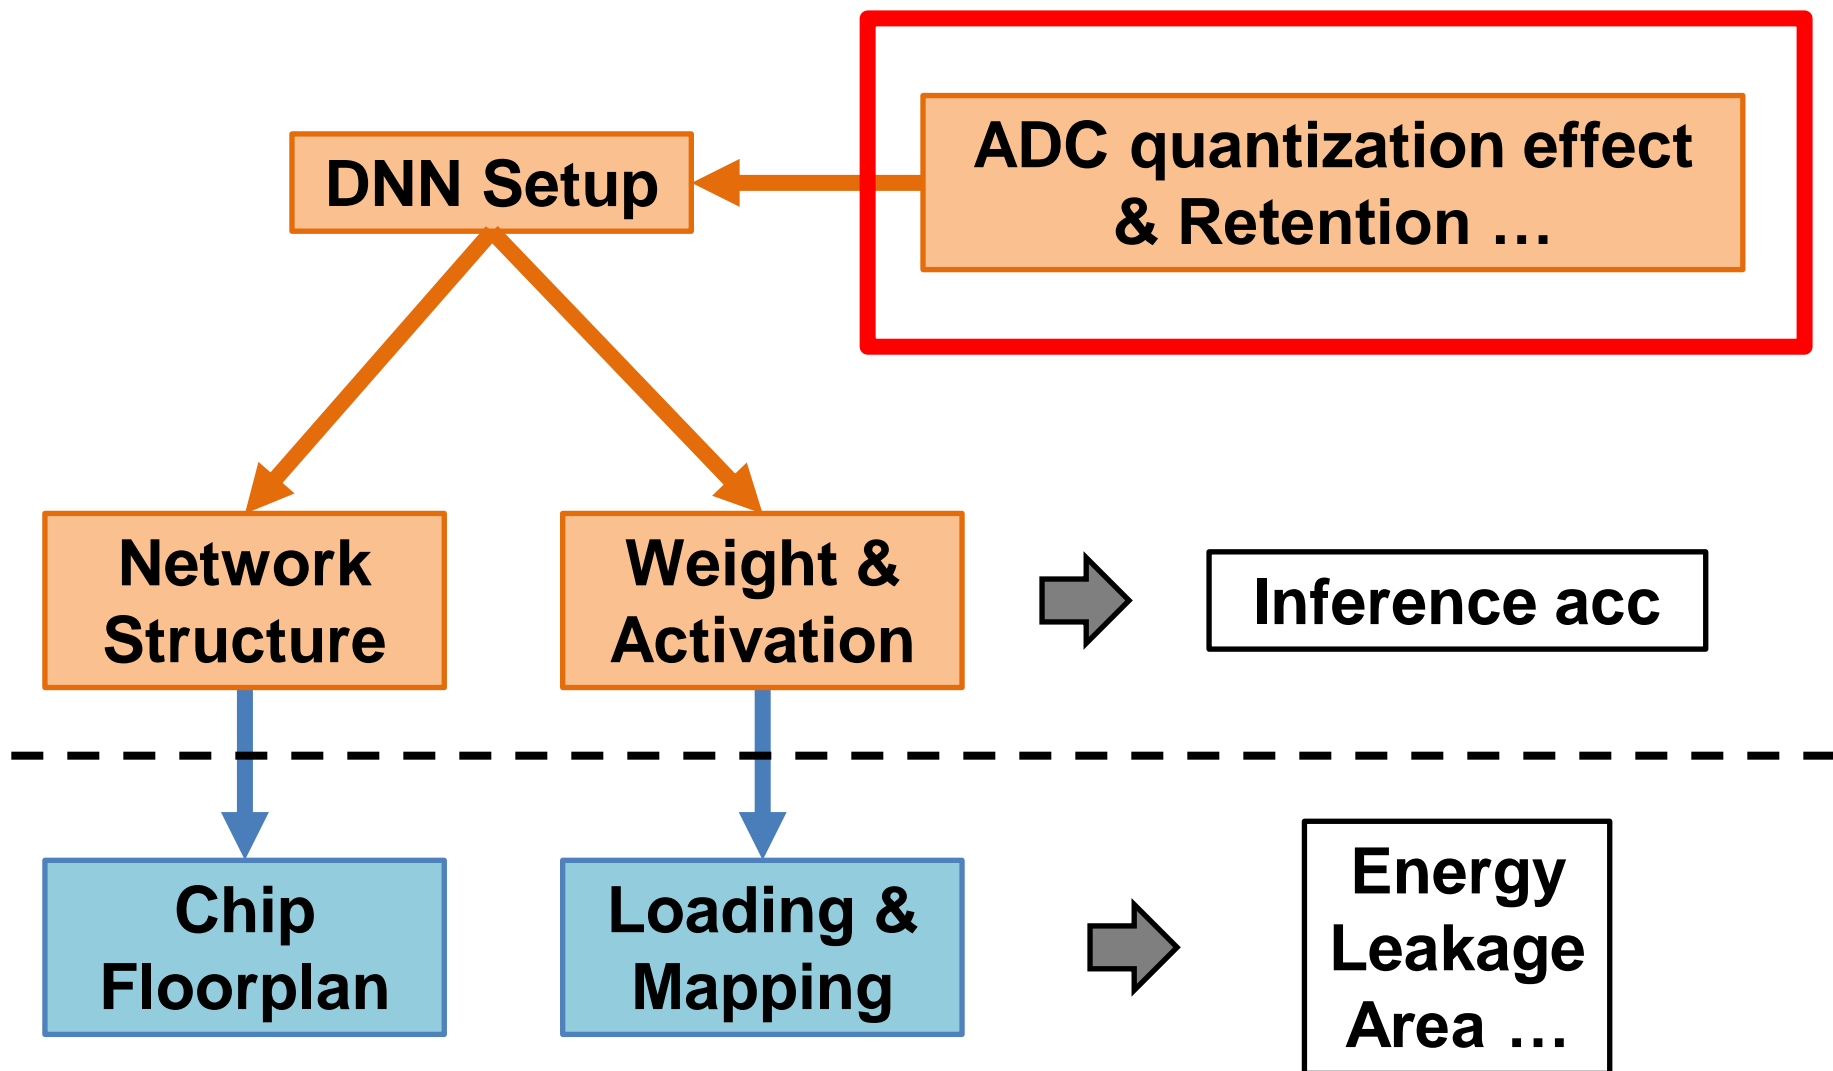 ADC quantization effect
& Retention …
DNN Setup
Network
Structure
Weight &
Activation
Inference acc
Chip
Floorplan
Loading &
Mapping
Energy
Leakage
Area …